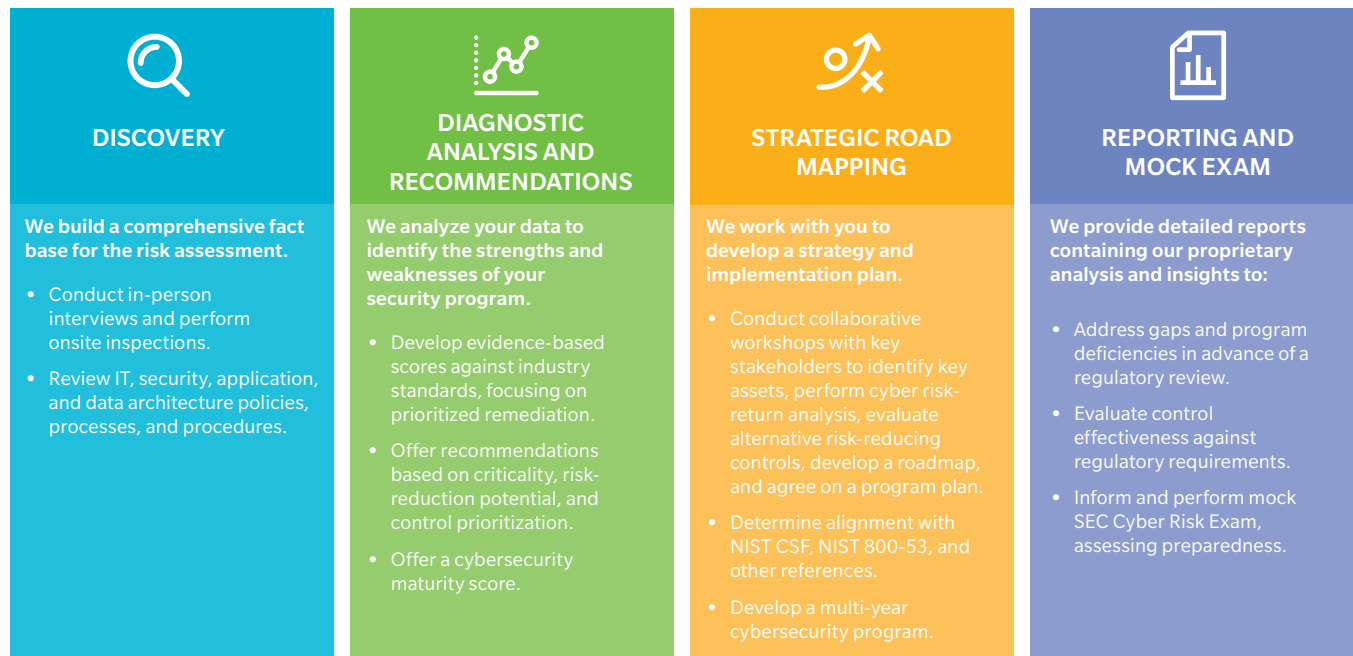 DISCOVERY
We build a comprehensive fact
base for the risk assessment.
• Conduct in-person
interviews and perform
onsite inspections.
• Review IT, security, application,
and data architecture policies,
processes, and procedures.
DIAGNOSTIC
ANALYSIS AND
RECOMMENDATIONS
We analyze your data to
identify the strengths and
weaknesses of your
security program.
• Develop evidence-based
scores against industry
standards, focusing on
prioritized remediation.
• Offer recommendations
based on criticality, risk-
reduction potential, and
control prioritization.
• Offer a cybersecurity
maturity score.
STRATEGIC ROAD
MAPPING
We work with you to
develop a strategy and
implementation plan.
• Conduct collaborative
workshops with key
stakeholders to identify key
assets, perform cyber risk-
return analysis, evaluate
alternative risk-reducing
controls, develop a roadmap,
and agree on a program plan.
• Determine alignment with
NIST CSF, NIST 800-53, and
other references.
• Develop a multi-year
cybersecurity program.
REPORTING AND
MOCK EXAM
We provide detailed reports
containing our proprietary
analysis and insights to:
• Address gaps and program
deficiencies in advance of a
regulatory review.
• Evaluate control
effectiveness against
regulatory requirements.
• Inform and perform mock
SEC Cyber Risk Exam,
assessing preparedness.